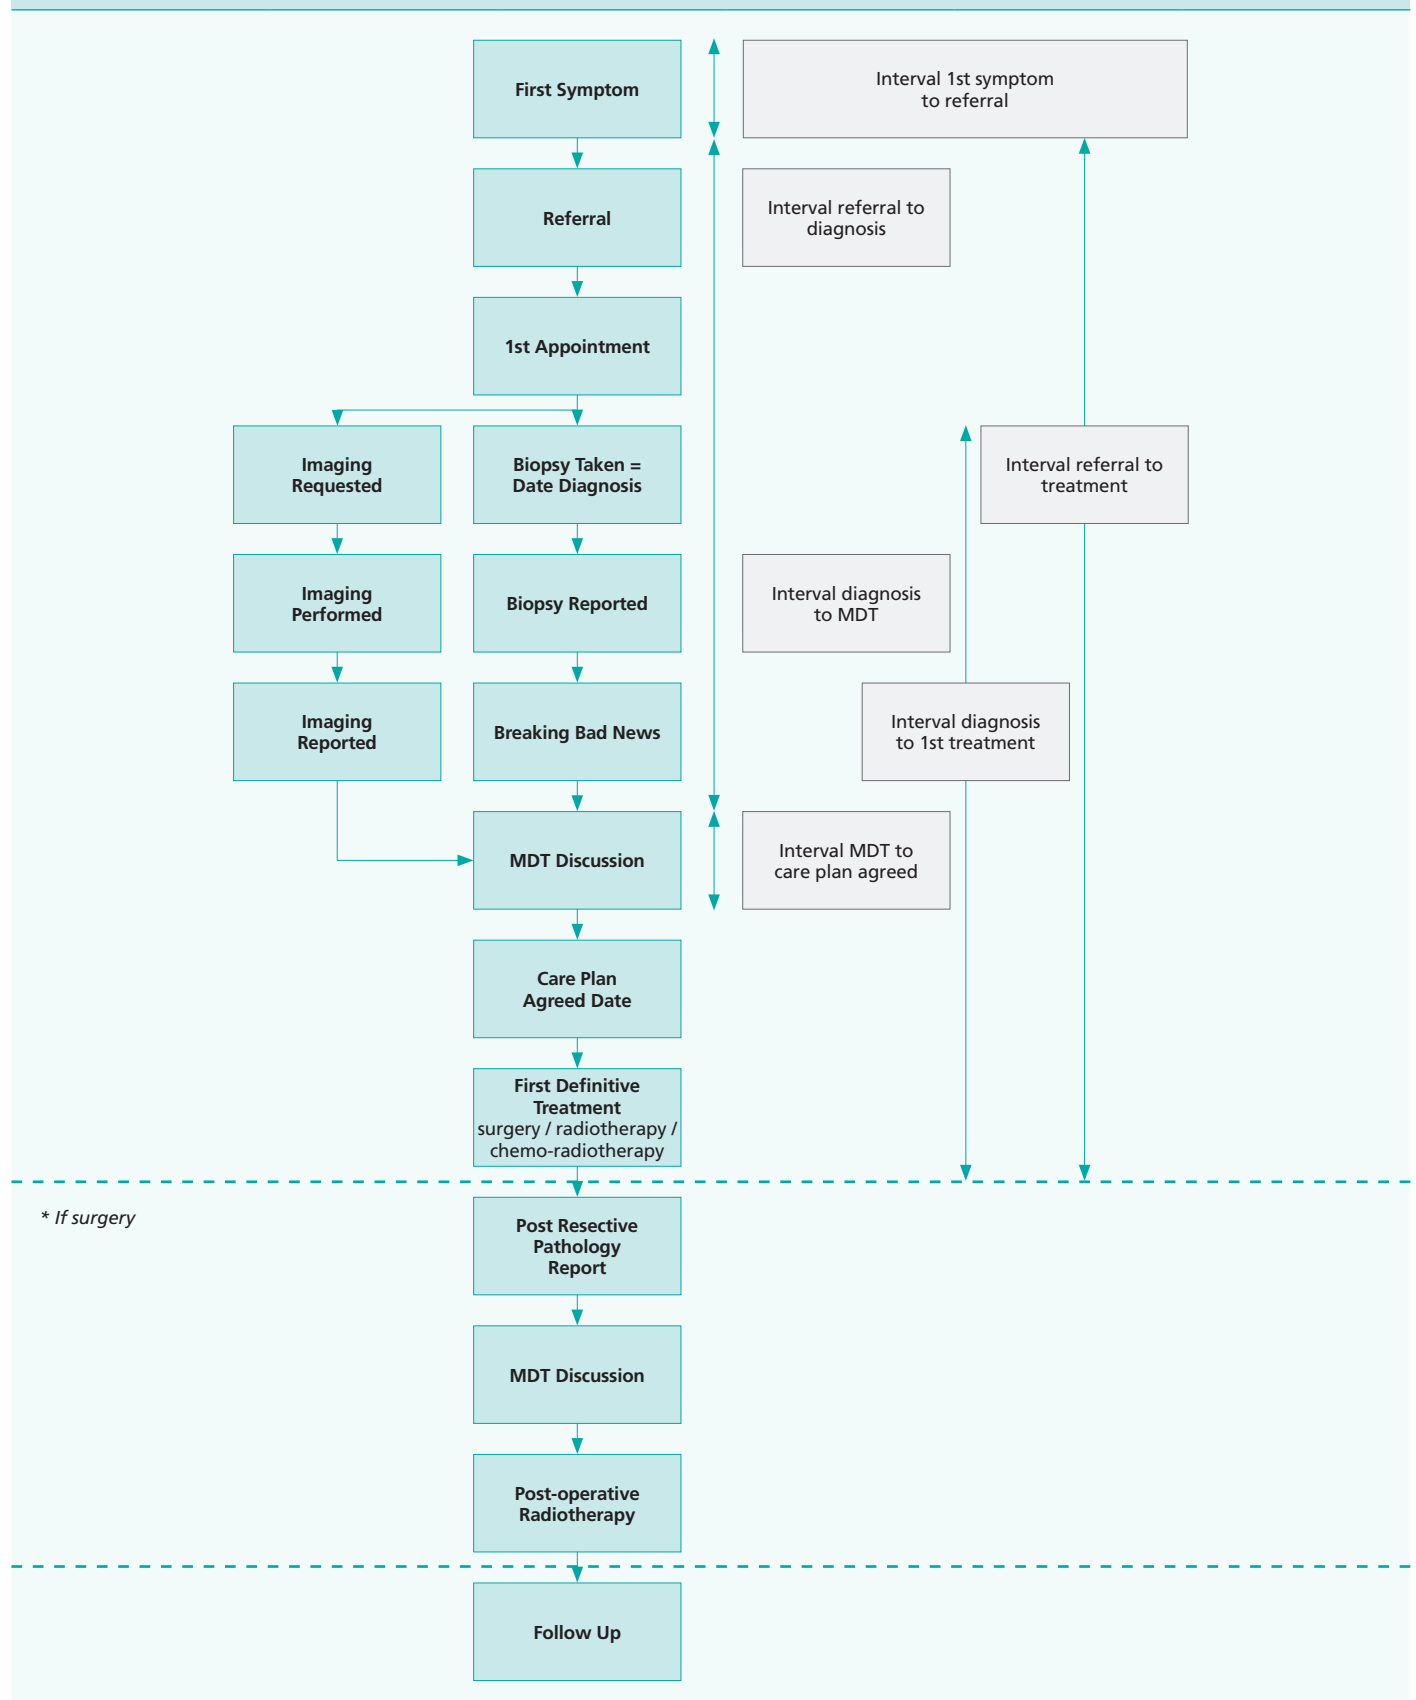 First Symptom
Interval 1st symptom
to referral
Referral
Interval referral to
diagnosis
1st Appointment
Imaging
Requested
Biopsy Taken =
Date Diagnosis
Interval referral to
treatment
Imaging
Performed
Biopsy Reported
Interval diagnosis
to MDT
Imaging
Reported
Breaking Bad News
Interval diagnosis
to 1st treatment
MDT Discussion
Interval MDT to
care plan agreed
Care Plan
Agreed Date
First Definitive
Treatment
surgery / radiotherapy /
chemo-radiotherapy
* If surgery
Post Resective
Pathology
Report
MDT Discussion
Post-operative
Radiotherapy
Follow Up